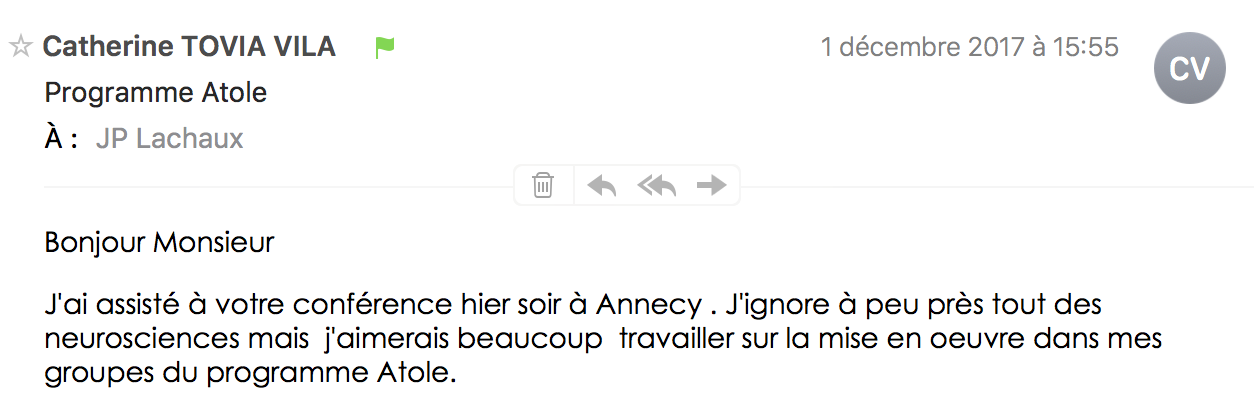 Catherine TOVIA VILA
1 décembre 2017 à 15:55
CV
Programme Atole
À : JP Lachaux
Bonjour Monsieur
J'ai assisté à votre conférence hier soir à Annecy . J'ignore à peu près tout des
neurosciences mais  j'aimerais beaucoup  travailler sur la mise en oeuvre dans mes
groupes du programme Atole.